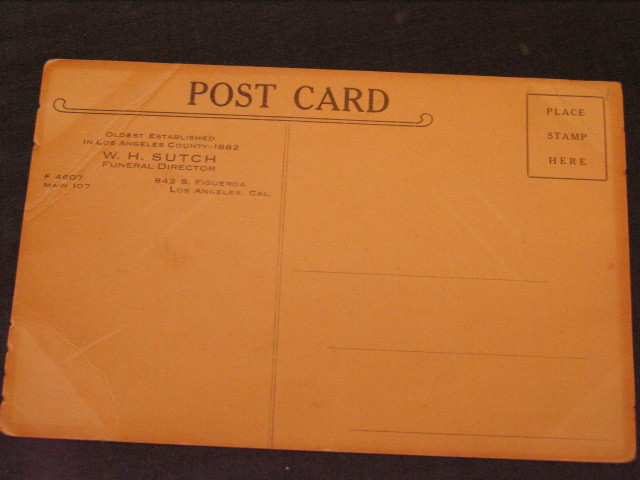 POST CARD
PLACE
STAMP
HERE
OLDEST ESTABLISHED
IN LOS ANGELES COUNTY-1882
W. H. SUTCH
FUNERAL DIRECTOR
F 4607
MAIN 107
842 S. FIGUEROA
LOS ANGELES, CAL.